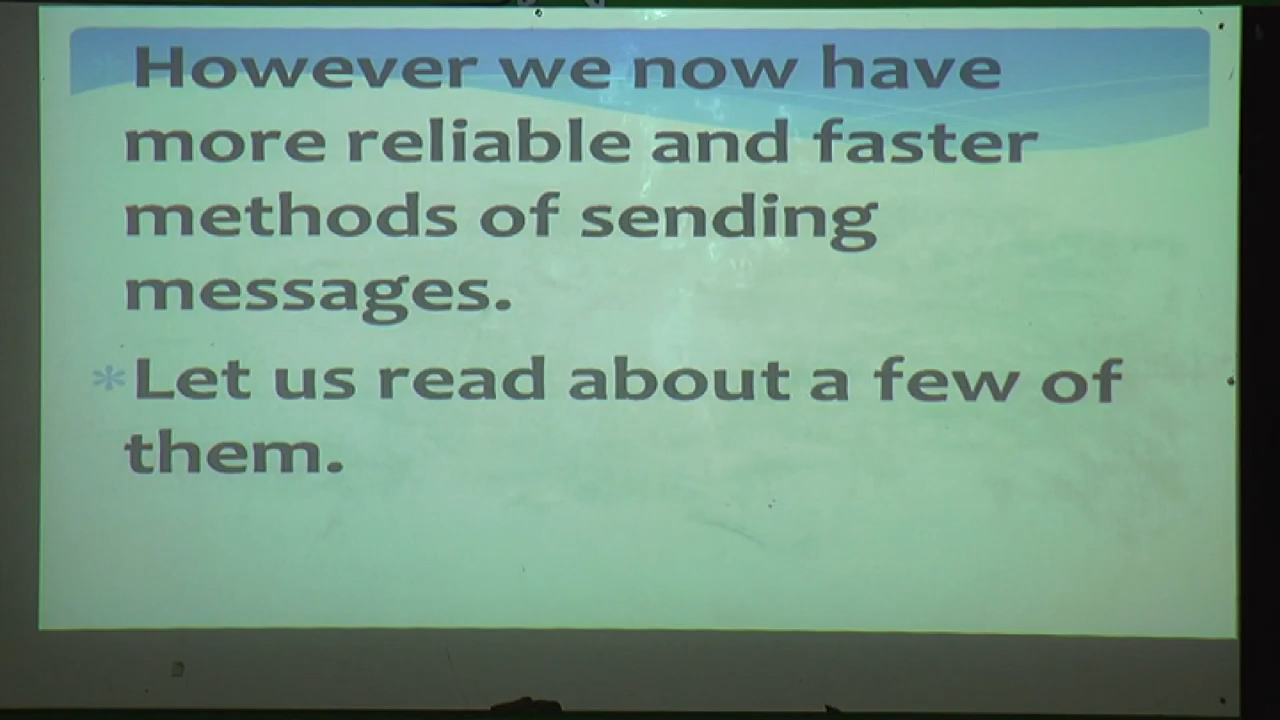 However we now have
more reliable and faster
methods of sending
messages.
*Let us read about a few of
them.